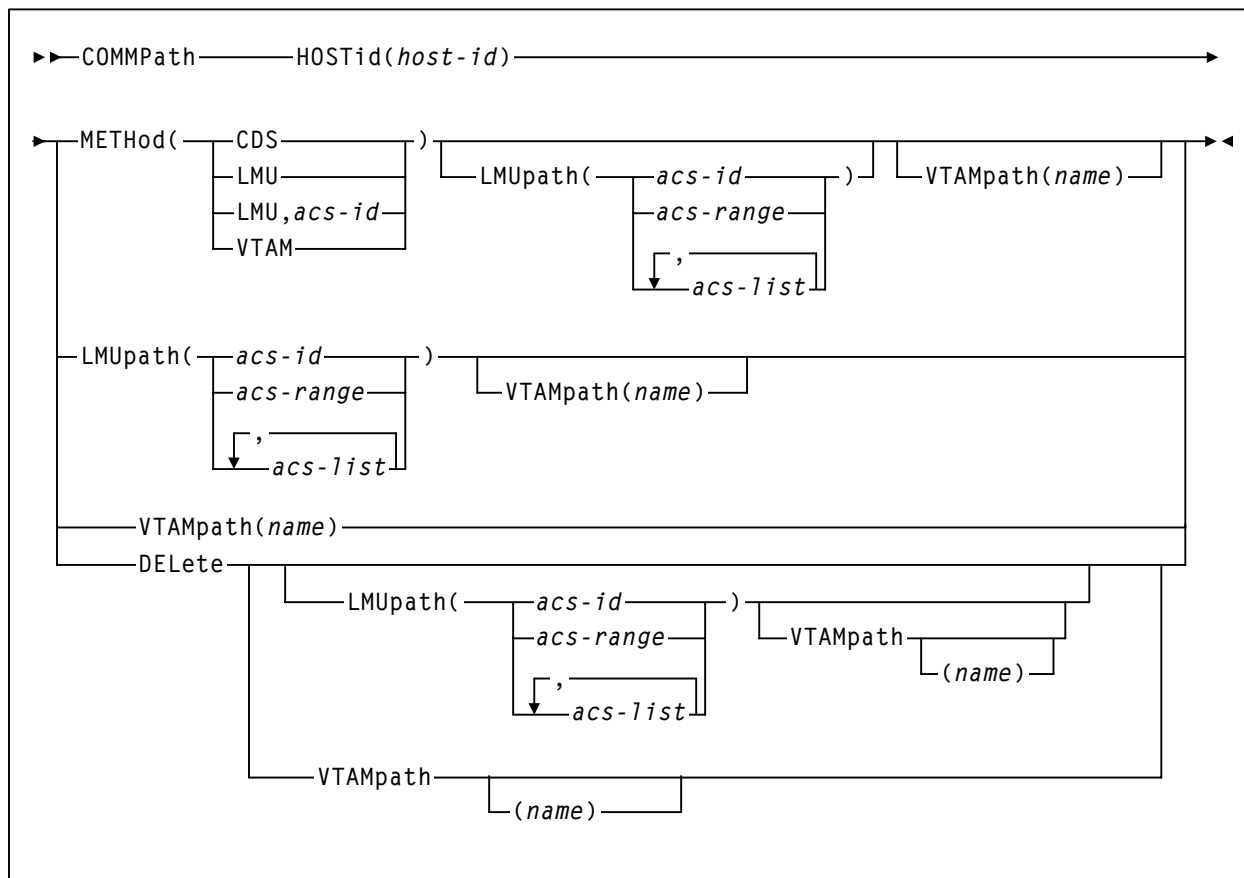 COMMPath HOSTid(host-id)
METHod( CDS )
LMU LMUpath( acs-id ) VTAMpath(name)
LMU,acs-id acs-range
VTAM ,
acs-list
LMUpath( acs-id )
acs-range VTAMpath(name)
,
acs-list
VTAMpath(name)
DELete
LMUpath( acs-id )
acs-range VTAMpath
, (name)
acs-list
VTAMpath
(name)